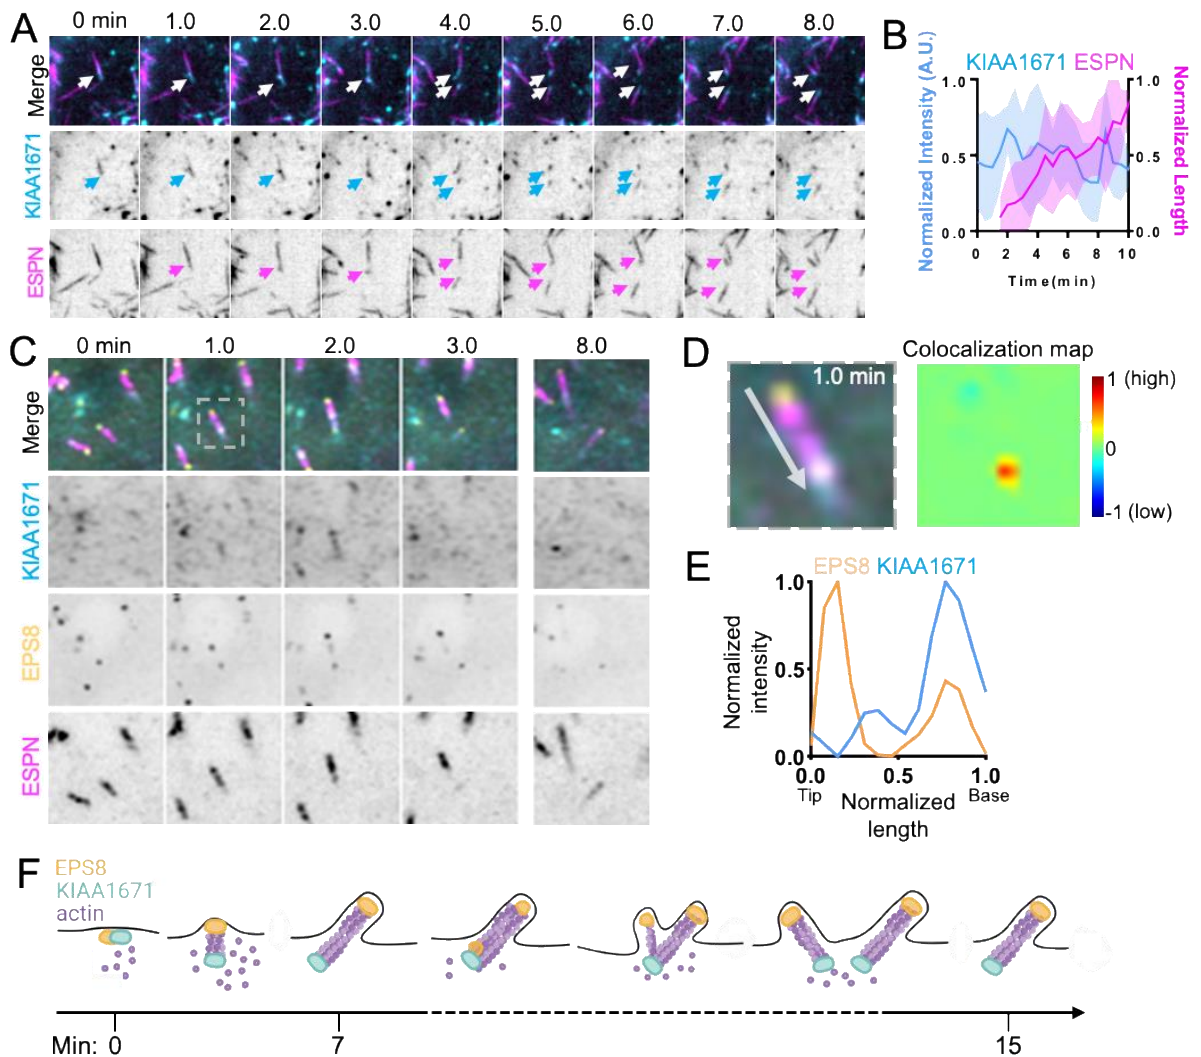 A
0 min 1.0 2.0 3.0 4.0 5.0 6.0 7.0 8.0
Merge
KIAA1671
ESPN
B
KIAA1671 ESPN
Normalized Intensity (A.U.)
1.0
0.5
0.0
1.0
0.5
0.0
Normalized Length
0 2 4 6 8 10
Time(min)
C
0 min 1.0 2.0 3.0 8.0
Merge
KIAA1671
EPS8
ESPN
D
1.0 min
Colocalization map
1 (high)
0
-1 (low)
E
EPS8 KIAA1671
Normalized
intensity
1.0
0.5
0.0
0.0 0.5 1.0
Tip Base
Normalized
length
F
EPS8
KIAA1671
actin
Min: 0 7 15